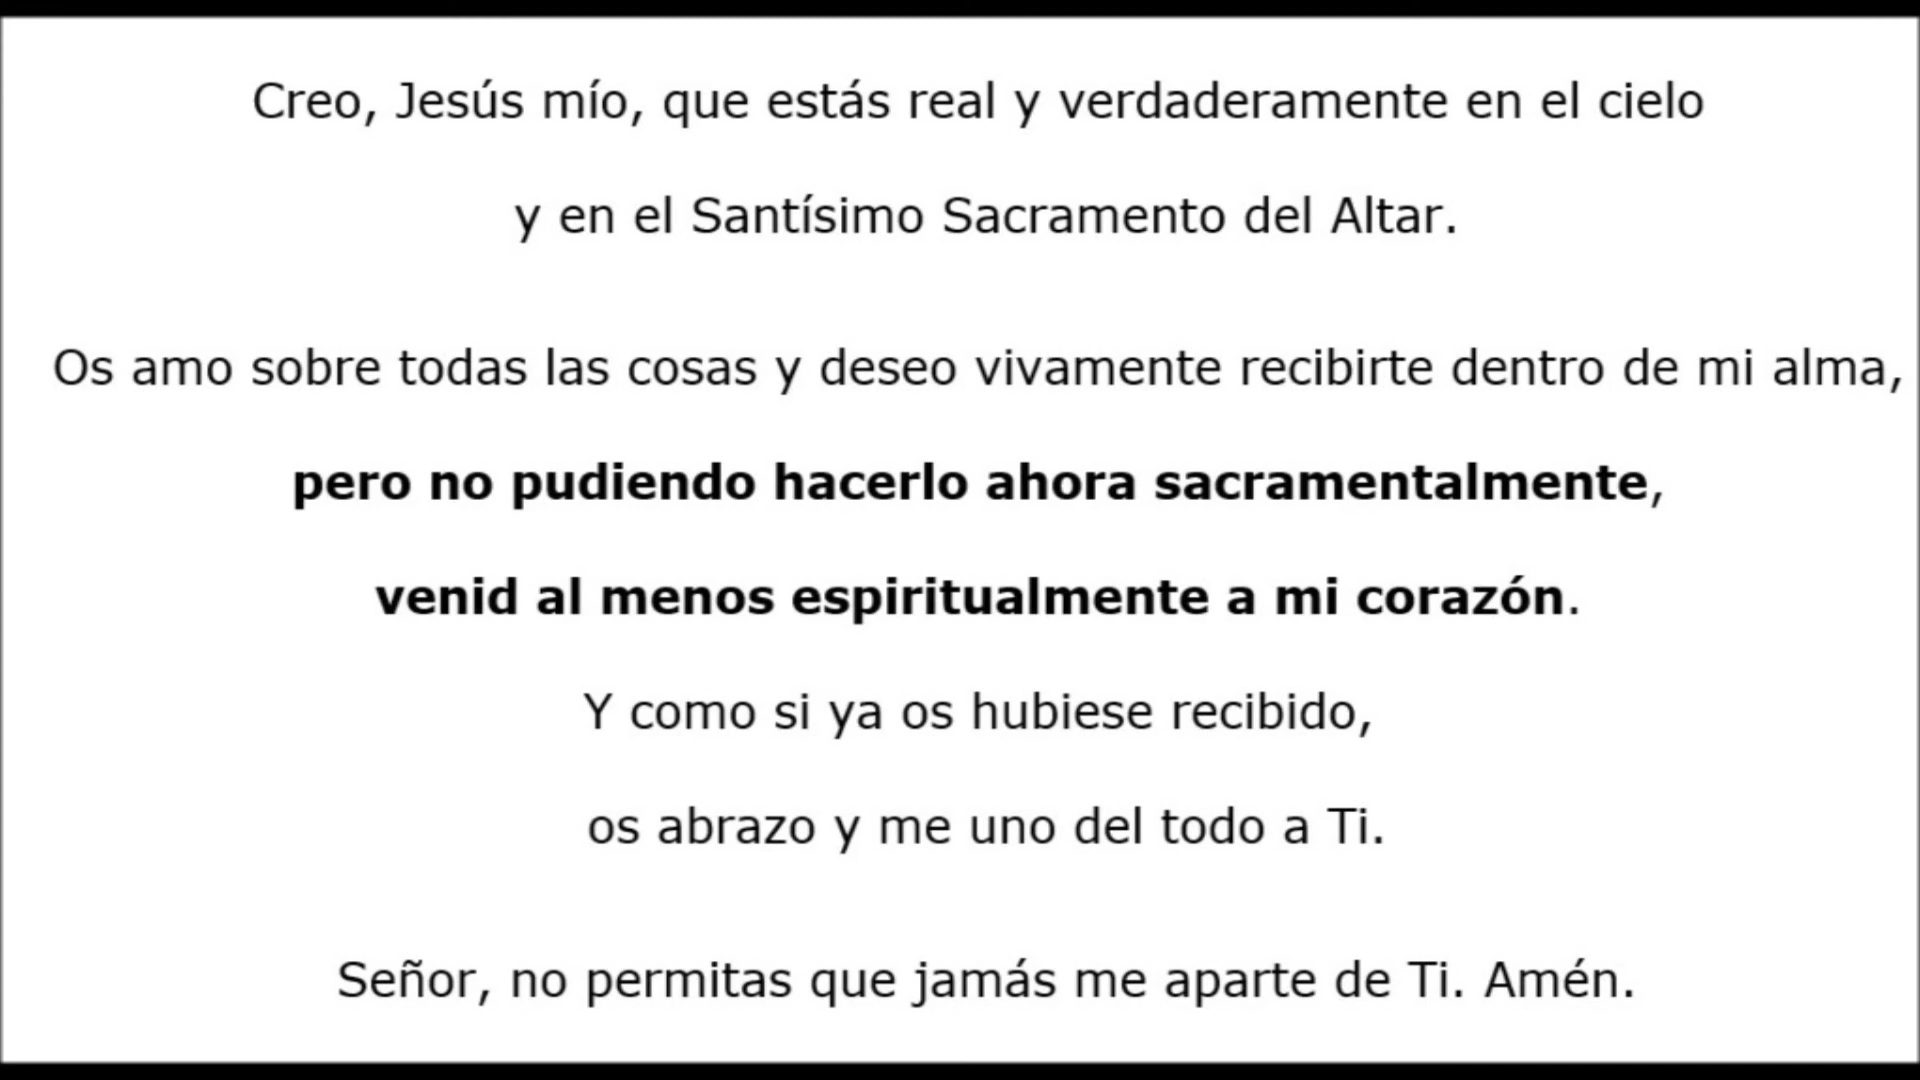 Creo, Jesús mío, que estás real y verdaderamente en el cielo
y en el Santísimo Sacramento del Altar.
Os amo sobre todas las cosas y deseo vivamente recibirte dentro de mi alma,
pero no pudiendo hacerlo ahora sacramentalmente,
venid al menos espiritualmente a mi corazón.
Y como si ya os hubiese recibido,
os abrazo y me uno del todo a Ti.
Señor, no permitas que jamás me aparte de Ti. Amén.